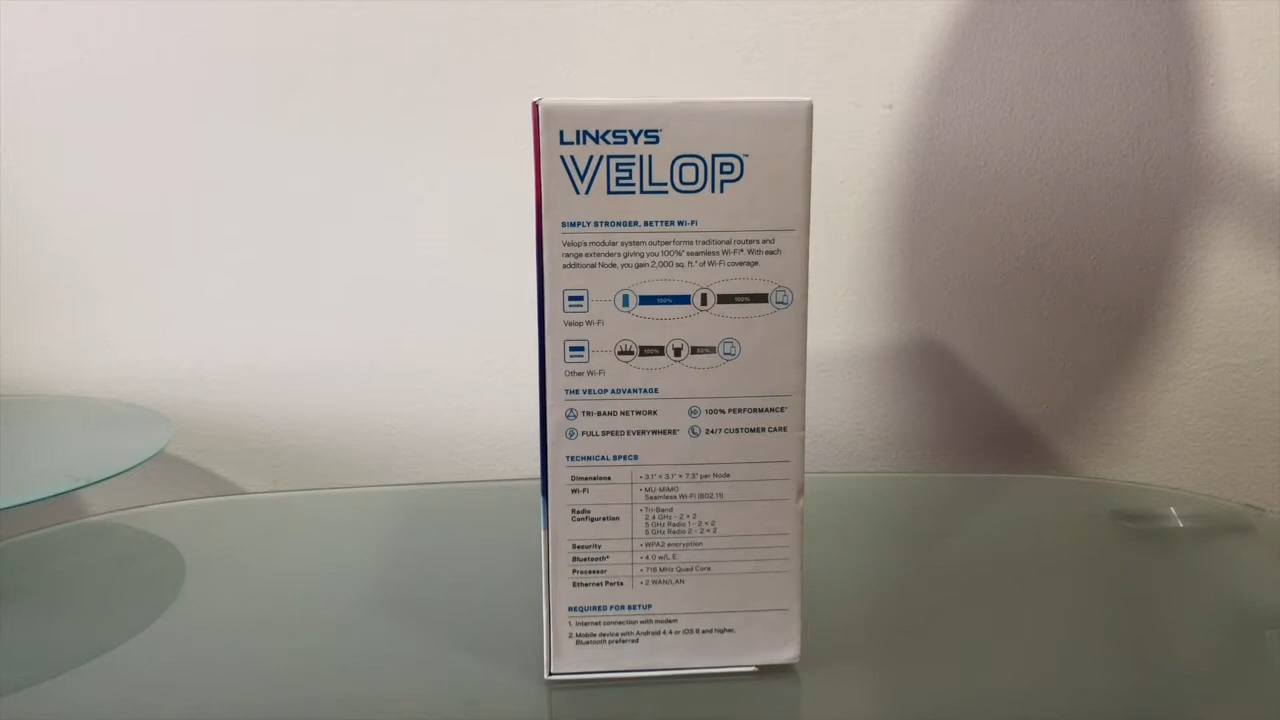 LINKSYS®
VELOP™
SIMPLY STRONGER, BETTER Wi-Fi
Velop's modular system outperforms traditional routers and
range extenders giving you 100%* seamless Wi-Fi®. With each
additional Node, you gain 2,000 sq. ft.* of Wi-Fi coverage.
MODEM 100% 100%
Velop Wi-Fi
MODEM 100% 50%
Other Wi-Fi
THE VELOP ADVANTAGE
TRI-BAND NETWORK 100% PERFORMANCE*
FULL SPEED EVERYWHERE* 24/7 CUSTOMER CARE
TECHNICAL SPECS
Dimensions • 3.1" × 3.1" × 7.3" per Node
Wi-Fi • MU-MIMO
Seamless Wi-Fi (802.11)
Radio • Tri-Band
Configuration 2.4 GHz - 2 × 2
5 GHz Radio 1 - 2 × 2
5 GHz Radio 2 - 2 × 2
Security • WPA2 encryption
Bluetooth® • 4.0 w/L.E
Processor • 716 MHz Quad Core
Ethernet Ports • 2 WAN/LAN
REQUIRED FOR SETUP
1. Internet connection with modem
2. Mobile device with Android 4.4 or iOS 8 and higher,
Bluetooth preferred